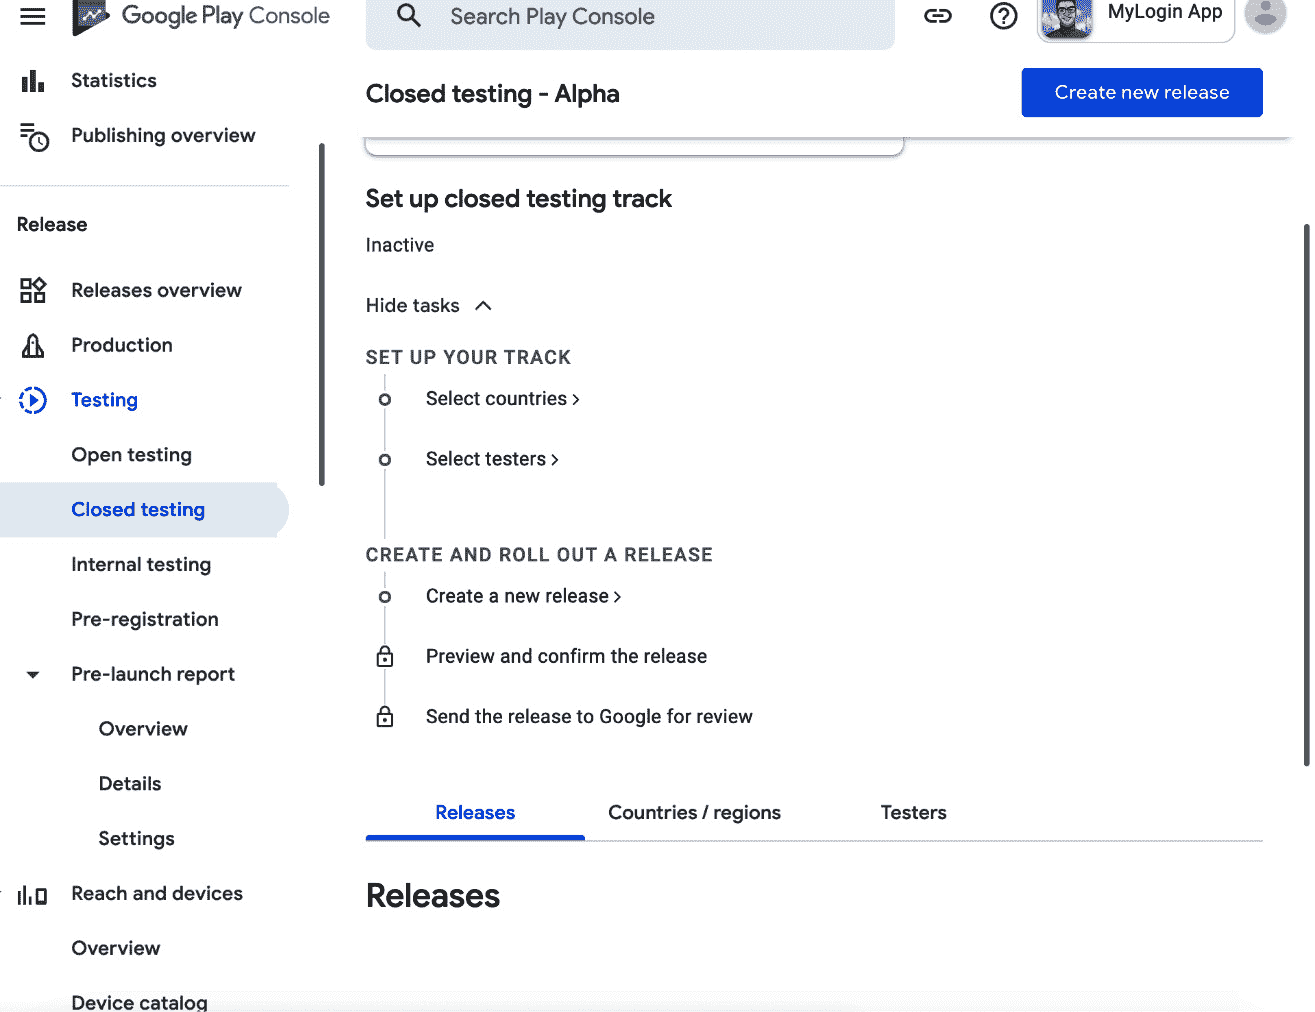 Google Play Console
Search Play Console
MyLogin App
Statistics
Publishing overview
Release
Releases overview
Production
Testing
Open testing
Closed testing
Internal testing
Pre-registration
Pre-launch report
Overview
Details
Settings
Reach and devices
Overview
Device catalog
Closed testing - Alpha
Create new release
Set up closed testing track
Inactive
Hide tasks
SET UP YOUR TRACK
Select countries >
Select testers >
CREATE AND ROLL OUT A RELEASE
Create a new release >
Preview and confirm the release
Send the release to Google for review
Releases Countries / regions Testers
Releases